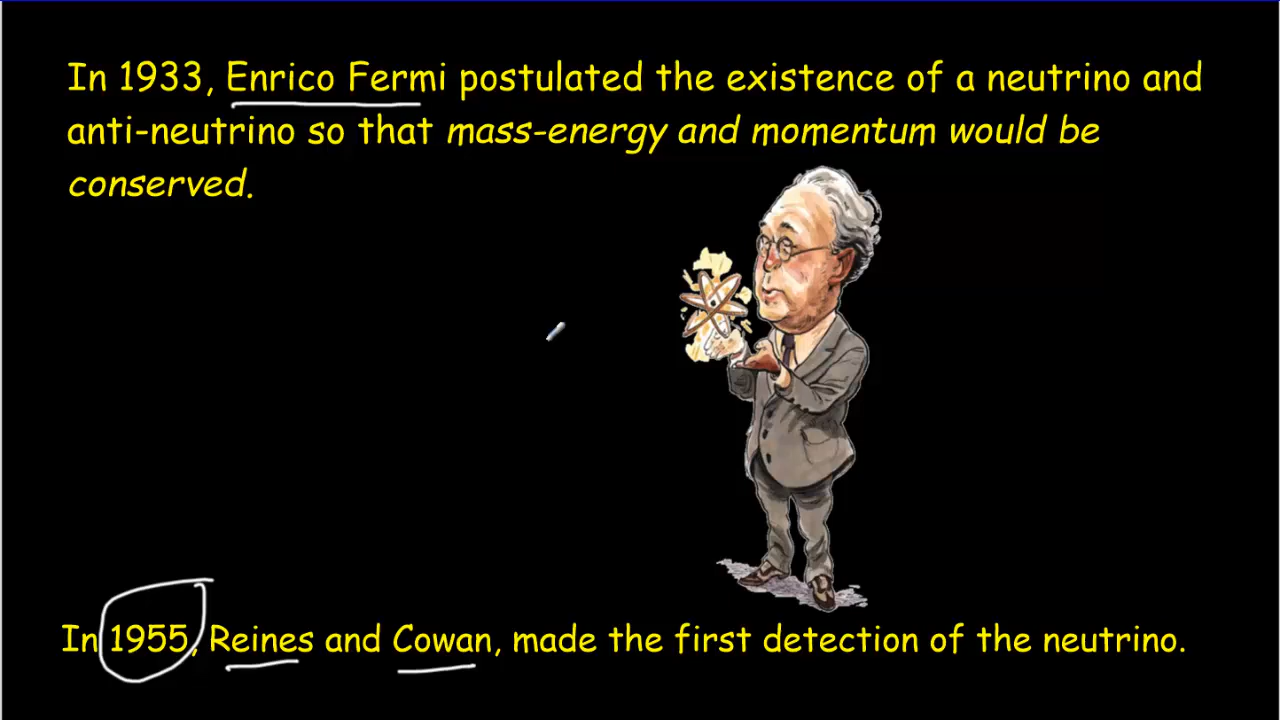 In 1933, Enrico Fermi postulated the existence of a neutrino and
anti-neutrino so that mass-energy and momentum would be
conserved.
In 1955, Reines and Cowan, made the first detection of the neutrino.